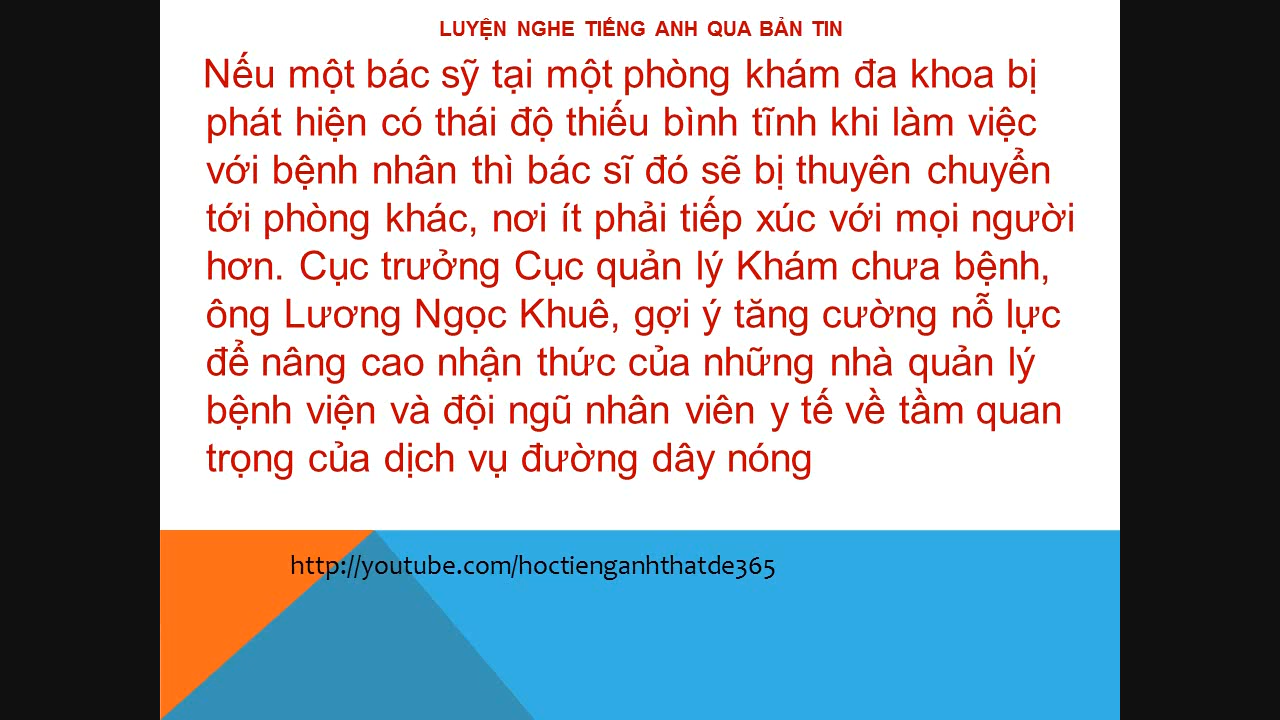 LUYỆN NGHE TIẾNG ANH QUA BẢN TIN
Nếu một bác sỹ tại một phòng khám đa khoa bị
phát hiện có thái độ thiếu bình tĩnh khi làm việc
với bệnh nhân thì bác sĩ đó sẽ bị thuyên chuyển
tới phòng khác, nơi ít phải tiếp xúc với mọi người
hơn. Cục trưởng Cục quản lý Khám chưa bệnh,
ông Lương Ngọc Khuê, gợi ý tăng cường nỗ lực
để nâng cao nhận thức của những nhà quản lý
bệnh viện và đội ngũ nhân viên y tế về tầm quan
trọng của dịch vụ đường dây nóng
http://youtube.com/hoctienganhthatde365